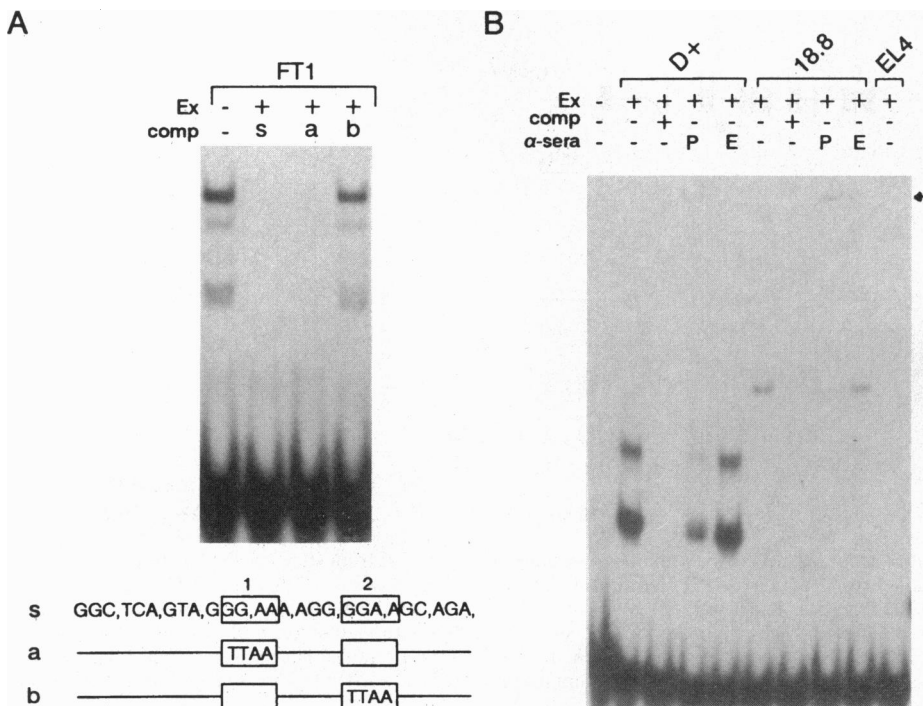 A
FT1
Ex - + + +
comp - s a b
1 2
s GGC,TCA,GTA,GGG,AAA,AGG,GGA,AGC,AGA,
a TTAA
b TTAA
B
D+ 18.8 EL4
Ex - + + + + + + + + +
comp - - + - - - + - - -
α-sera - - - P E - - P E -